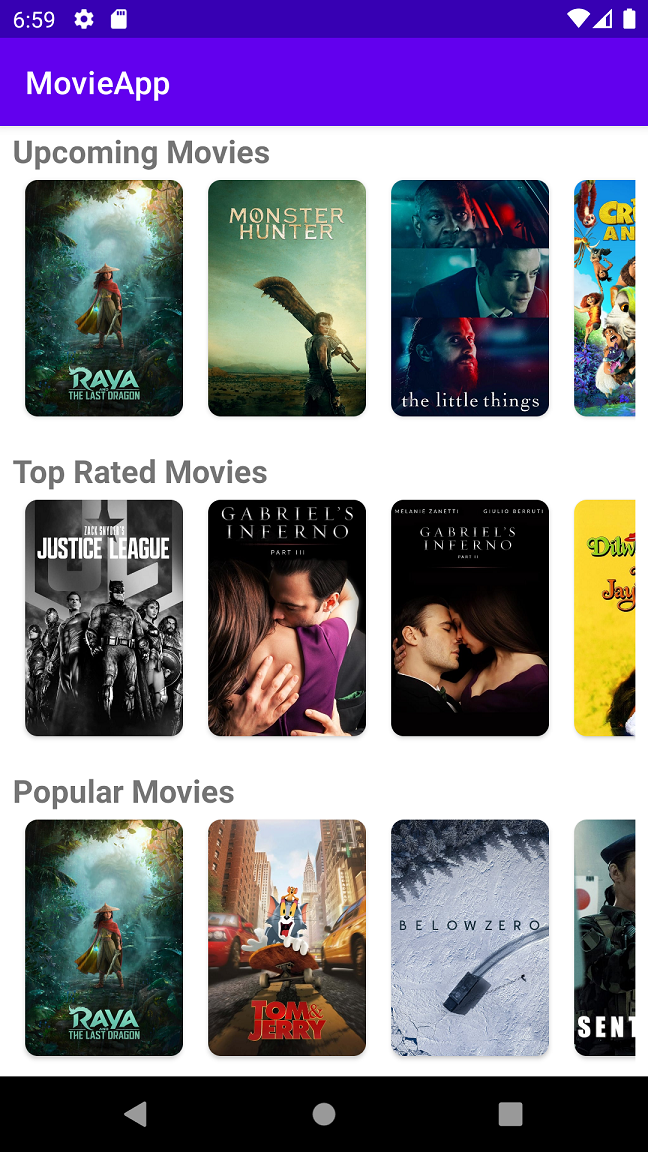 6:59
MovieApp
Upcoming Movies
RAYA
AND
THE LAST DRAGON
MONSTER
HUNTER
the little things
CR
AN
Top Rated Movies
ZACK SNYDER'S
JUSTICE LEAGUE
GABRIEL'S
INFERNO
PART III
MELANIE ZANETTI GIULIO BERRUTI
GABRIEL'S
INFERNO
PART II
Dilw
Jay
Popular Movies
RAYA
AND
THE LAST DRAGON
TOM&
JERRY
BELOW ZERO
SENT